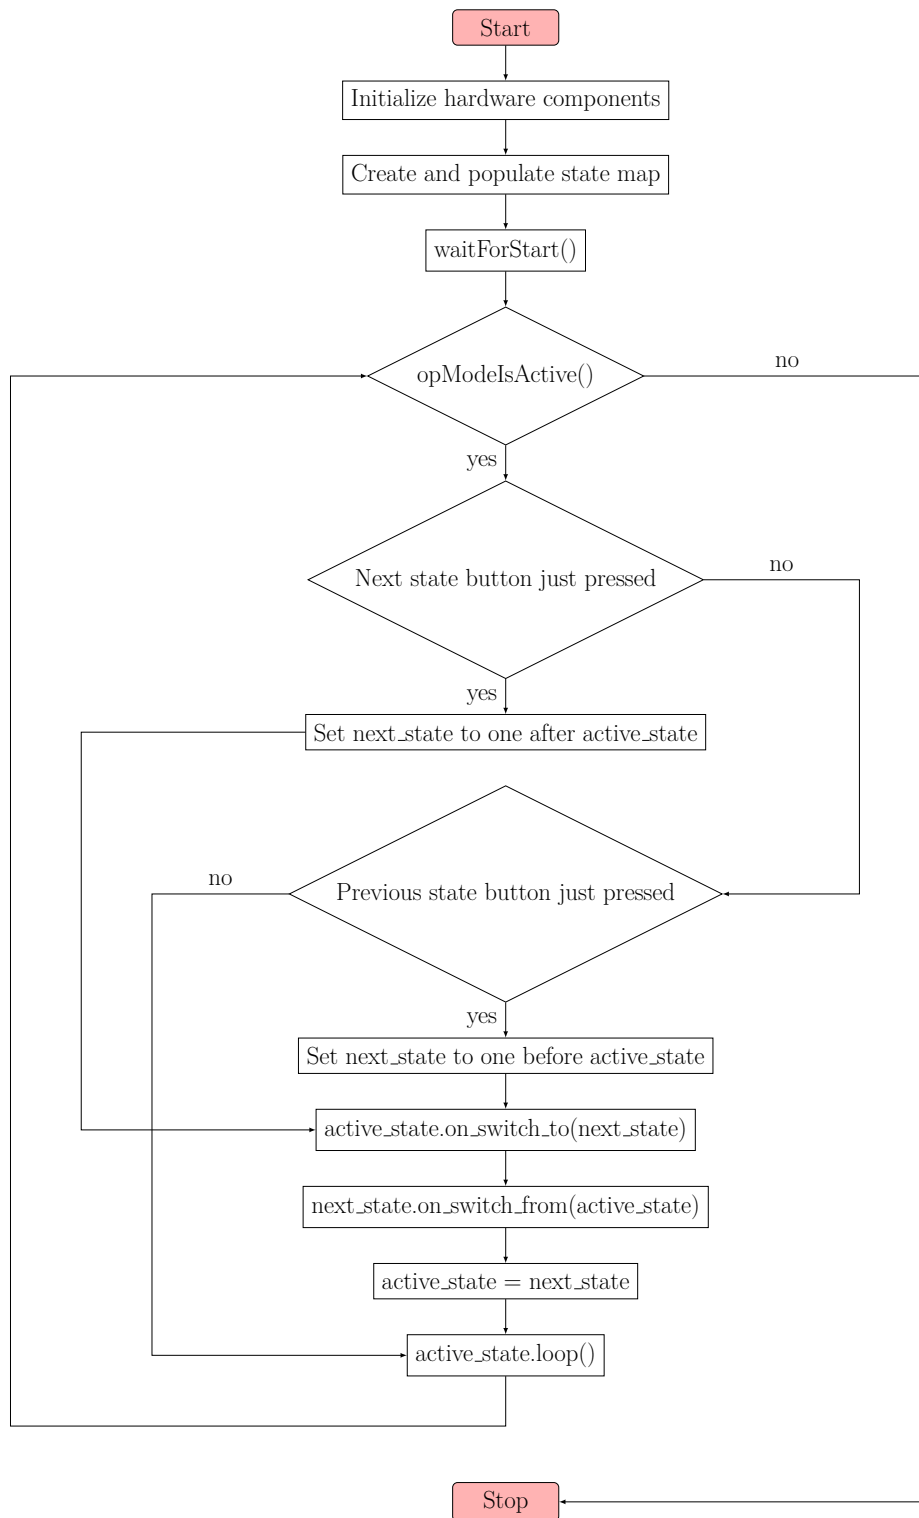 Start
Initialize hardware components
Create and populate state map
waitForStart()
opModeIsActive()
no
yes
Next state button just pressed
no
yes
Set next_state to one after active_state
no
Previous state button just pressed
yes
Set next_state to one before active_state
active_state.on_switch_to(next_state)
next_state.on_switch_from(active_state)
active_state = next_state
active_state.loop()
Stop